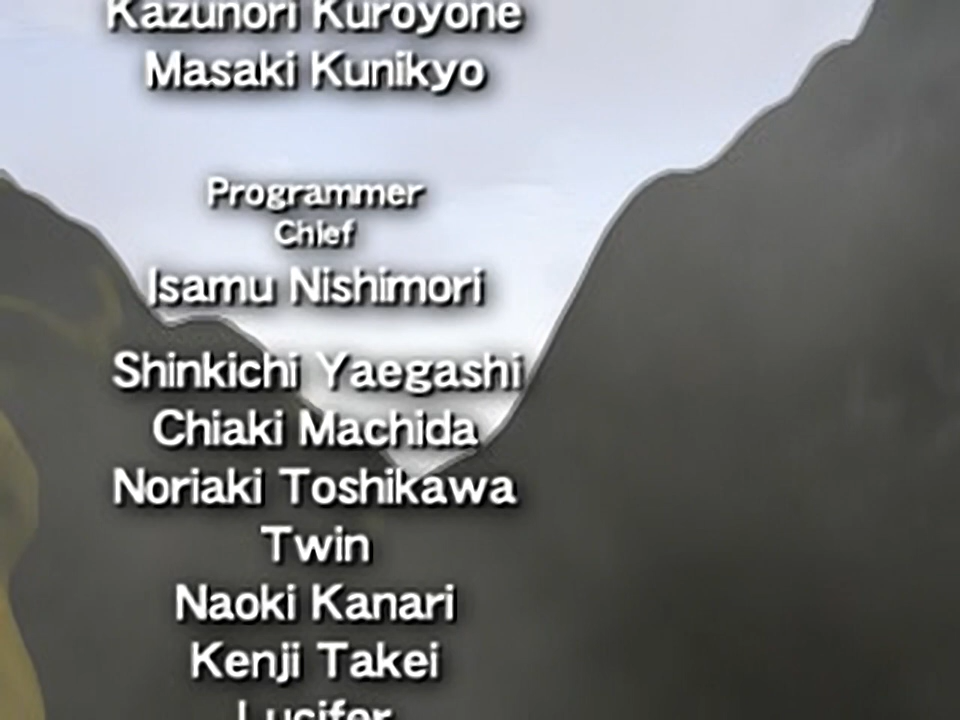 Kazunori Kuroyone
Masaki Kunikyo
Programmer
Chief
Isamu Nishimori
Shinkichi Yaegashi
Chiaki Machida
Noriaki Toshikawa
Twin
Naoki Kanari
Kenji Takei
Lucifer